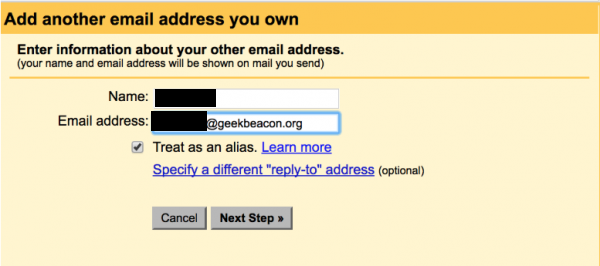 Add another email address you own
Enter information about your other email address.
(your name and email address will be shown on mail you send)
Name:
Email address: @geekbeacon.org
Treat as an alias. Learn more
Specify a different "reply-to" address (optional)
Cancel Next Step »